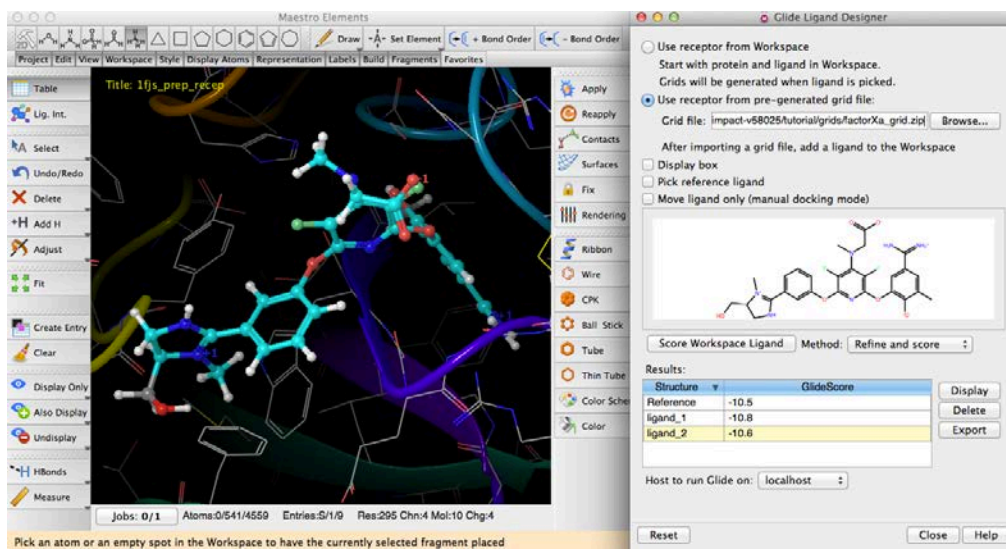 Maestro Elements
2D
Draw
Set Element
+ Bond Order
- Bond Order
Project Edit View Workspace Style Display Atoms Representation Labels Build Fragments Favorites
Table
Lig. Int.
Select
Undo/Redo
Delete
+H Add H
Adjust
Fit
Create Entry
Clear
Display Only
Also Display
Undisplay
HBonds
Measure
Title: 1fjs_prep_recep
-1
+1
+1
Apply
Reapply
Contacts
Surfaces
Fix
Rendering
Ribbon
Wire
CPK
Ball Stick
Tube
Thin Tube
Color Sche
Color
Jobs: 0/1 Atoms:0/541/4559 Entries:S/1/9 Res:295 Chn:4 Mol:10 Chg:4
Pick an atom or an empty spot in the Workspace to have the currently selected fragment placed
Glide Ligand Designer
Use receptor from Workspace
Start with protein and ligand in Workspace.
Grids will be generated when ligand is picked.
Use receptor from pre-generated grid file:
Grid file: impact-v58025/tutorial/grids/factorXa_grid.zip Browse...
After importing a grid file, add a ligand to the Workspace
Display box
Pick reference ligand
Move ligand only (manual docking mode)
Score Workspace Ligand Method: Refine and score
Results:
Structure GlideScore
Reference -10.5
ligand_1 -10.8
ligand_2 -10.6
Display
Delete
Export
Host to run Glide on: localhost
Reset Close Help